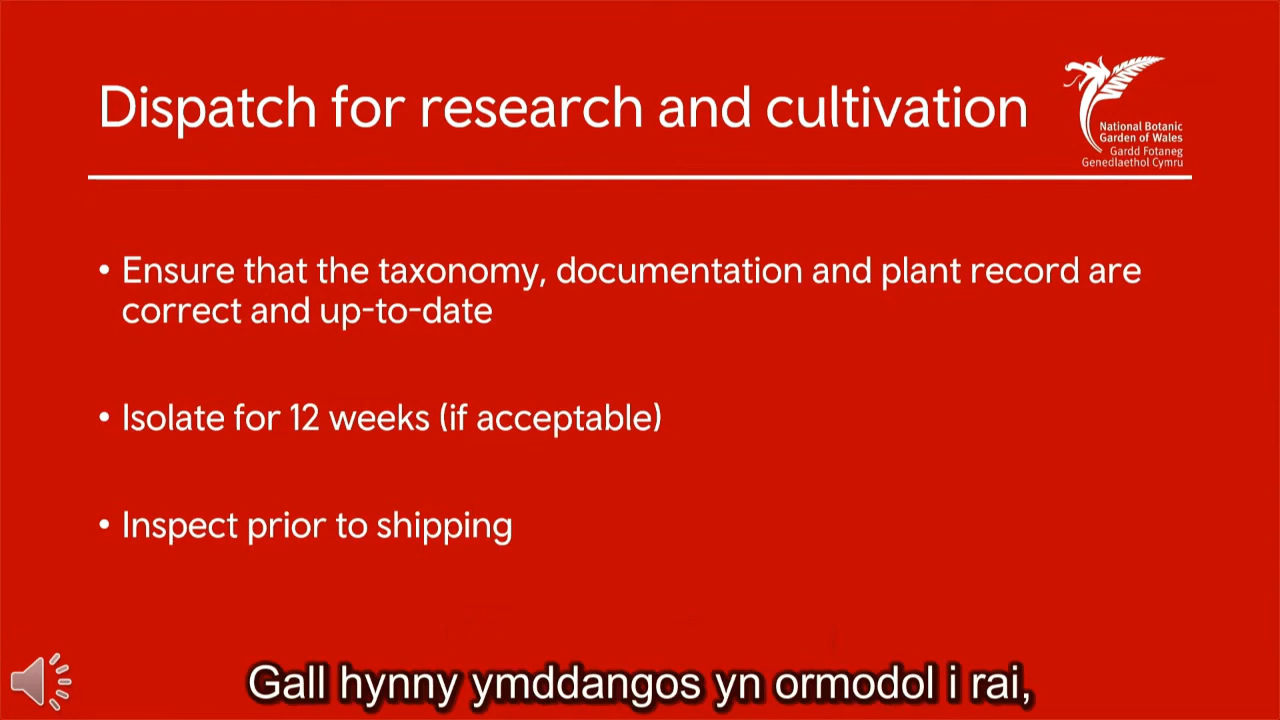 Dispatch for research and cultivation
National Botanic
Garden of Wales
Gardd Fotaneg
Genedlaethol Cymru
• Ensure that the taxonomy, documentation and plant record are
correct and up-to-date
• Isolate for 12 weeks (if acceptable)
• Inspect prior to shipping
Gall hynny ymddangos yn ormodol i rai,